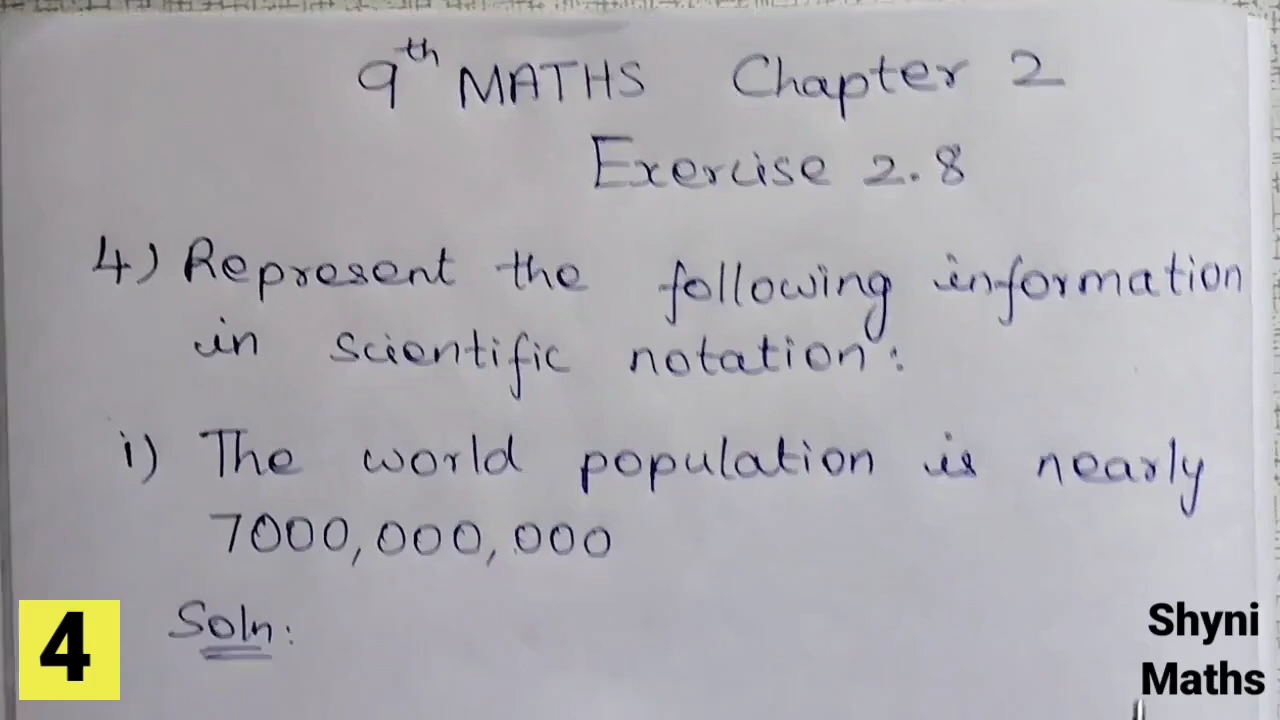 9th MATHS Chapter 2
Exercise 2.8
4) Represent the following information
in scientific notation:
i) The world population is nearly
7000,000,000
Soln:
4
Shyni
Maths